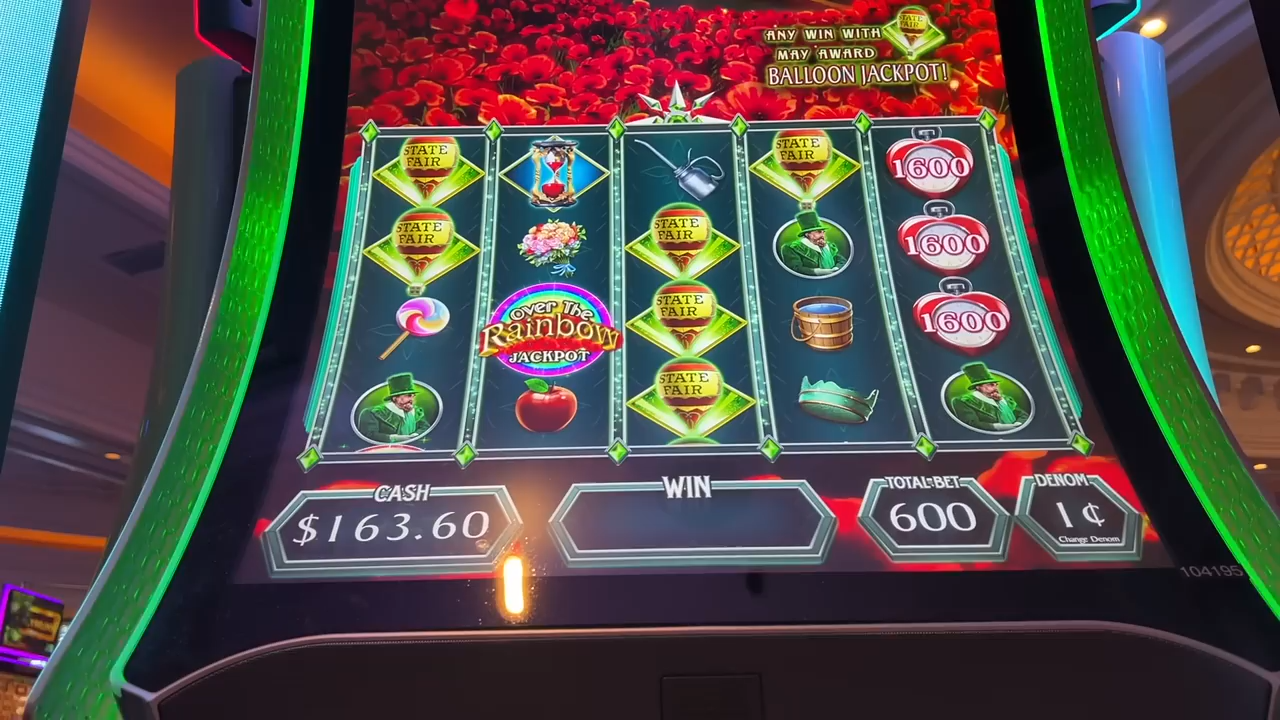 ANY WIN WITH
STATE FAIR
MAY AWARD
BALLOON JACKPOT!
STATE FAIR
STATE FAIR
1600
STATE FAIR
STATE FAIR
1600
OVER THE
RAINBOW
JACKPOT
STATE FAIR
1600
STATE FAIR
CASH
$163.60
WIN
TOTAL BET
600
DENOM
1¢
Change Denom
104195